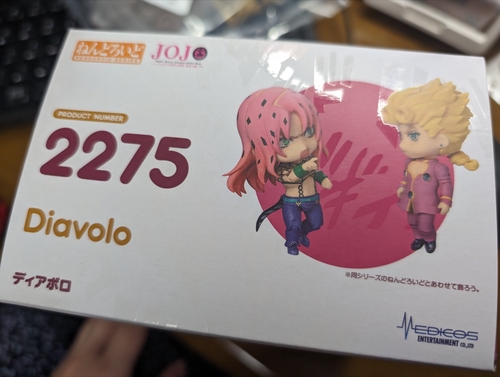 ねんどろいど
NENDOROID SERIES
JOJO
PRODUCT NUMBER
2275
Diavolo
ディアボロ
※同シリーズのねんどろいどとあわせて飾ろう。
MEDICOS
ENTERTAINMENT CO.,LTD